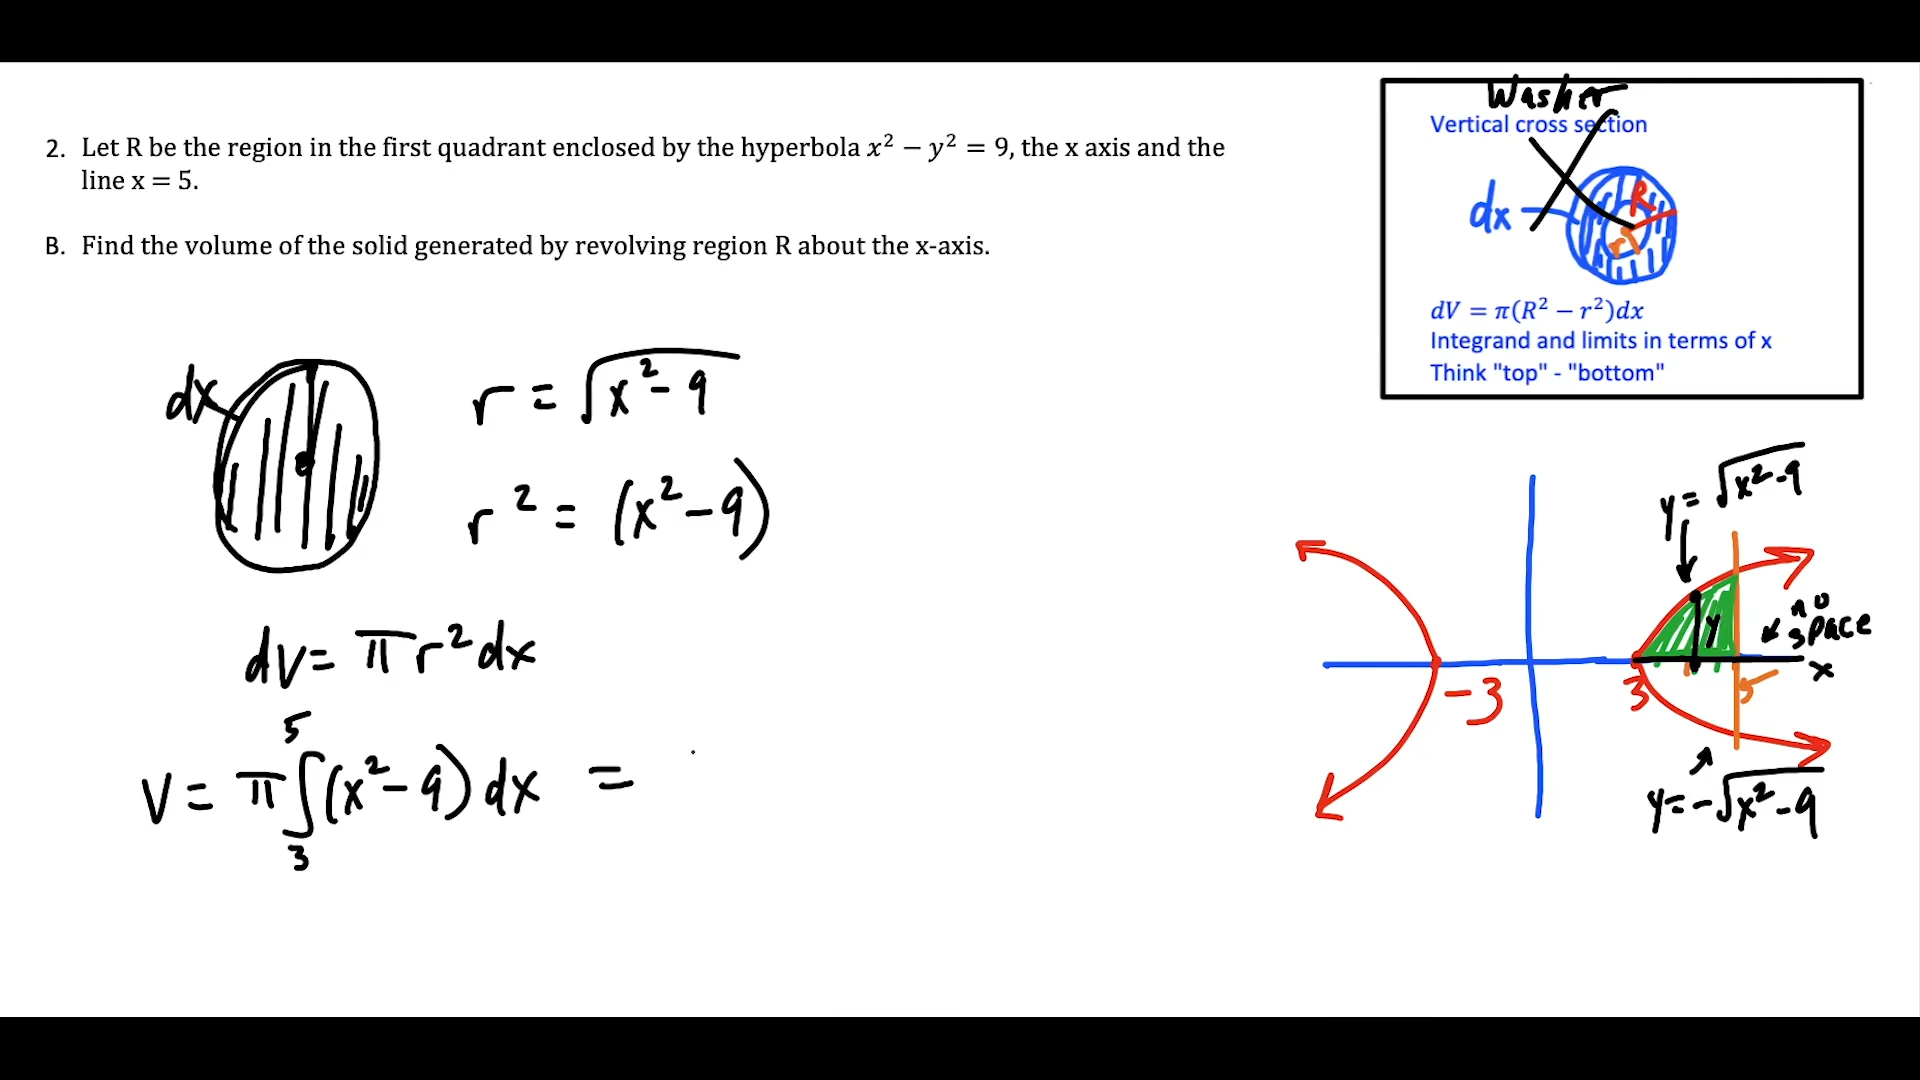 2. Let R be the region in the first quadrant enclosed by the hyperbola x² − y² = 9, the x axis and the
line x = 5.
B. Find the volume of the solid generated by revolving region R about the x-axis.
Washer
Vertical cross section
dx
R
r
dV = π(R² − r²)dx
Integrand and limits in terms of x
Think "top" - "bottom"
dx
r = √x² - 9
r² = (x² - 9)
dv = π r² dx
5
V = π ∫ (x² - 9) dx =
3
y = √x² - 9
no
space
y
x
-3
3
5
y = -√x² - 9